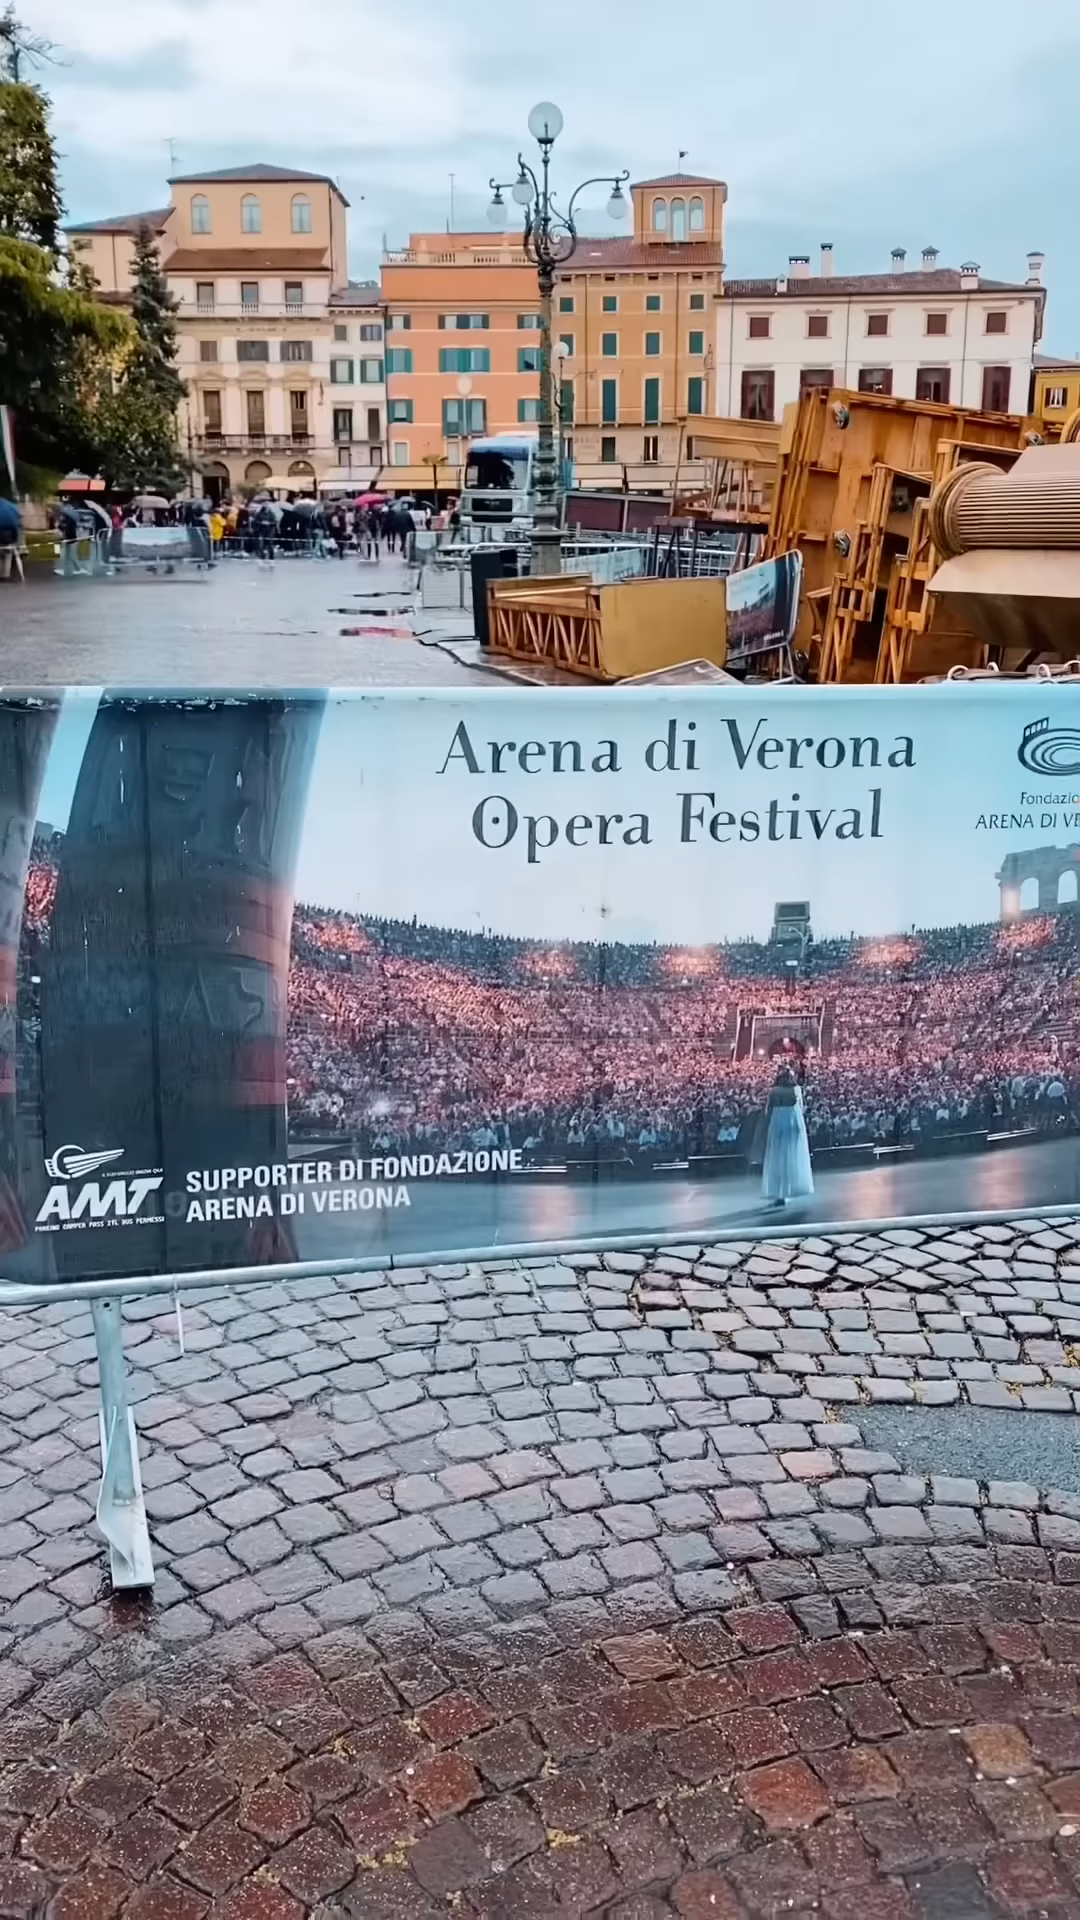 Arena di Verona
Opera Festival
Fondazio
ARENA DI VE
AMT
SUPPORTER DI FONDAZIONE
ARENA DI VERONA